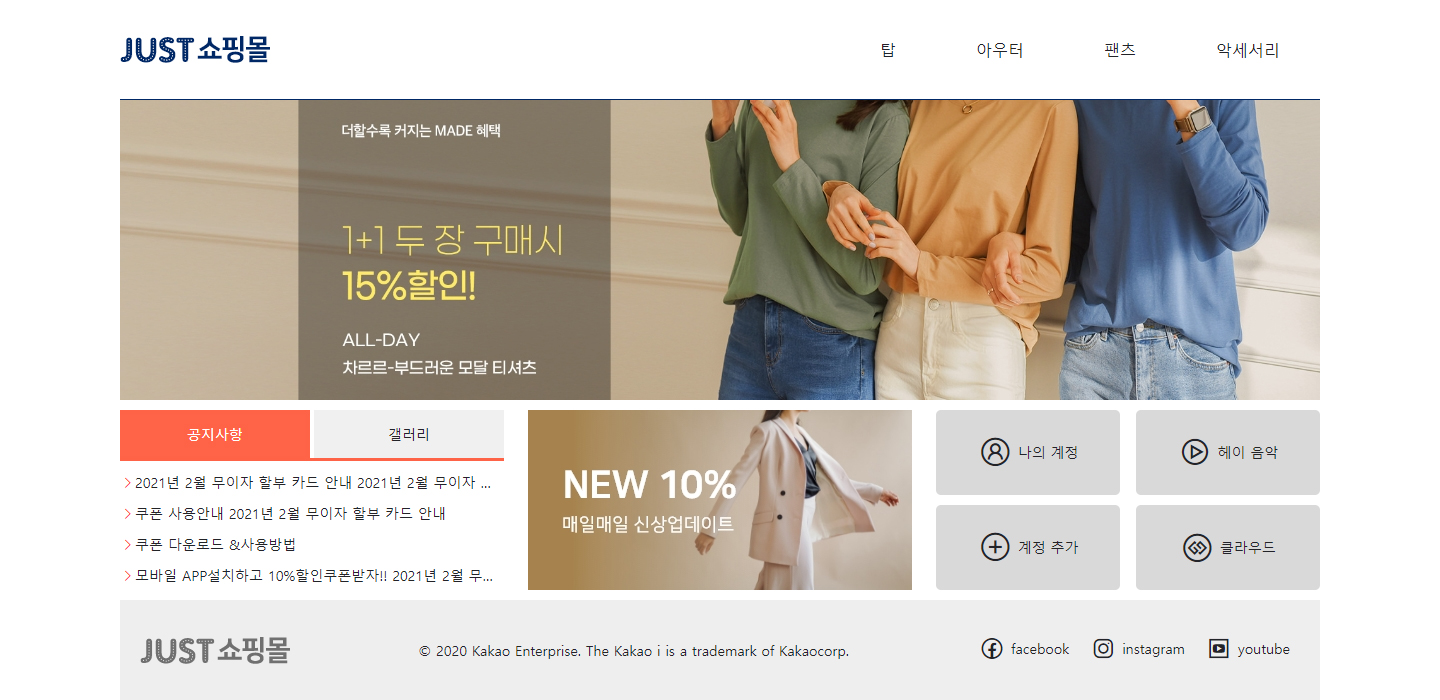 JUST 쇼핑몰
탑 아우터 팬츠 악세서리
더할수록 커지는 MADE 혜택
1+1 두 장 구매시
15%할인!
ALL-DAY
차르르-부드러운 모달 티셔츠
공지사항 갤러리
2021년 2월 무이자 할부 카드 안내 2021년 2월 무이자 ...
쿠폰 사용안내 2021년 2월 무이자 할부 카드 안내
쿠폰 다운로드 &사용방법
모바일 APP설치하고 10%할인쿠폰받자!! 2021년 2월 무...
NEW 10%
매일매일 신상업데이트
나의 계정
헤이 음악
계정 추가
클라우드
JUST 쇼핑몰
© 2020 Kakao Enterprise. The Kakao i is a trademark of Kakaocorp.
facebook instagram youtube